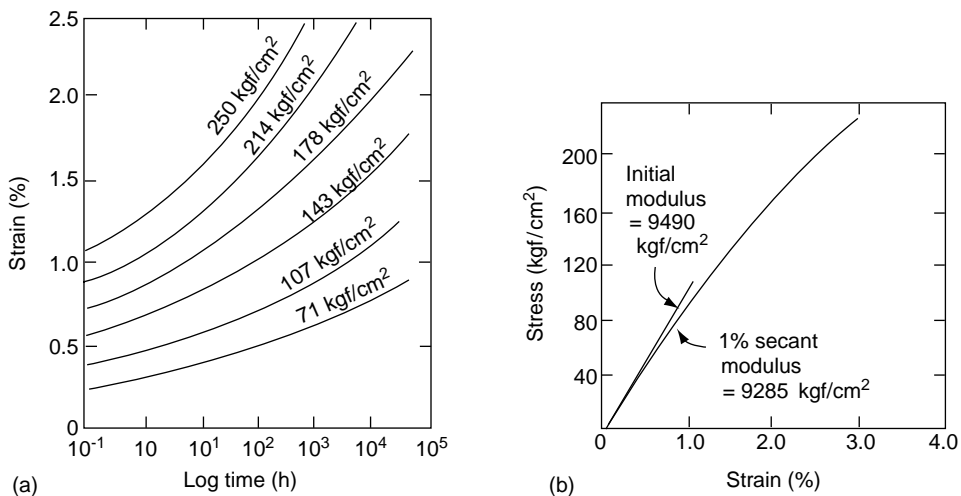 2.5
2.0
1.5
1.0
0.5
0
Strain (%)
250 kgf/cm²
214 kgf/cm²
178 kgf/cm²
143 kgf/cm²
107 kgf/cm²
71 kgf/cm²
10⁻¹ 10 10¹ 10² 10³ 10⁴ 10⁵
Log time (h)
(a)
200
160
120
80
40
0
Stress (kgf/cm²)
Initial
modulus
= 9490
kgf/cm²
1% secant
modulus
= 9285 kgf/cm²
1.0 2.0 3.0 4.0
Strain (%)
(b)